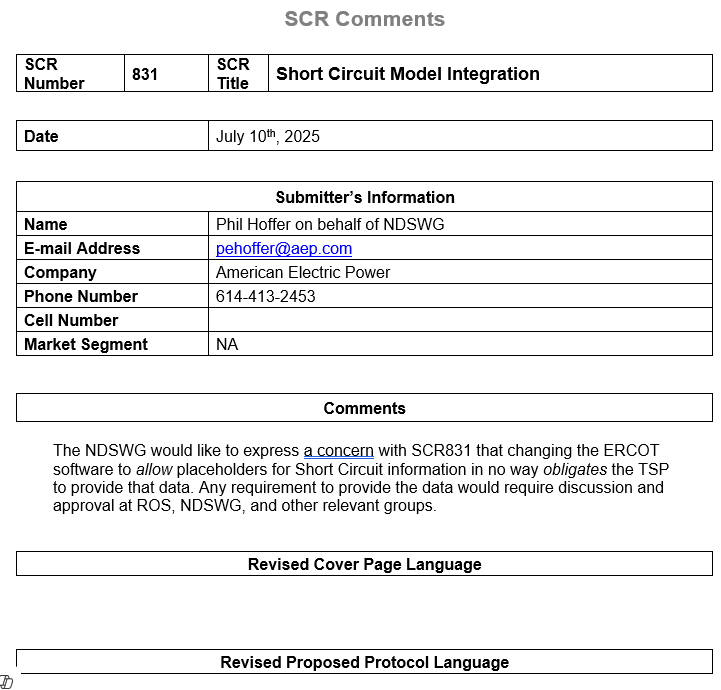 SCR Comments
SCR Number
831
SCR Title
Short Circuit Model Integration
Date
July 10th, 2025
Submitter's Information
Name
Phil Hoffer on behalf of NDSWG
E-mail Address
pehoffer@aep.com
Company
American Electric Power
Phone Number
614-413-2453
Cell Number
Market Segment
NA
Comments
The NDSWG would like to express a concern with SCR831 that changing the ERCOT
software to allow placeholders for Short Circuit information in no way obligates the TSP
to provide that data. Any requirement to provide the data would require discussion and
approval at ROS, NDSWG, and other relevant groups.
Revised Cover Page Language
Revised Proposed Protocol Language